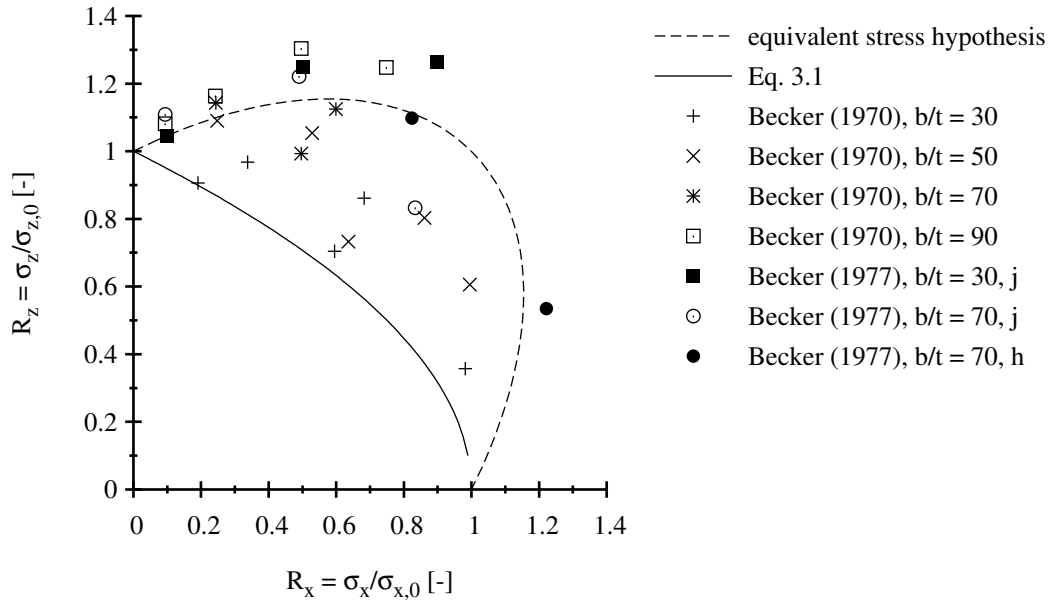 1.4
1.2
1
0.8
0.6
0.4
0.2
0
0 0.2 0.4 0.6 0.8 1 1.2 1.4
R_z = σ_z/σ_z,0 [-]
R_x = σ_x/σ_x,0 [-]
equivalent stress hypothesis
Eq. 3.1
Becker (1970), b/t = 30
Becker (1970), b/t = 50
Becker (1970), b/t = 70
Becker (1970), b/t = 90
Becker (1977), b/t = 30, j
Becker (1977), b/t = 70, j
Becker (1977), b/t = 70, h